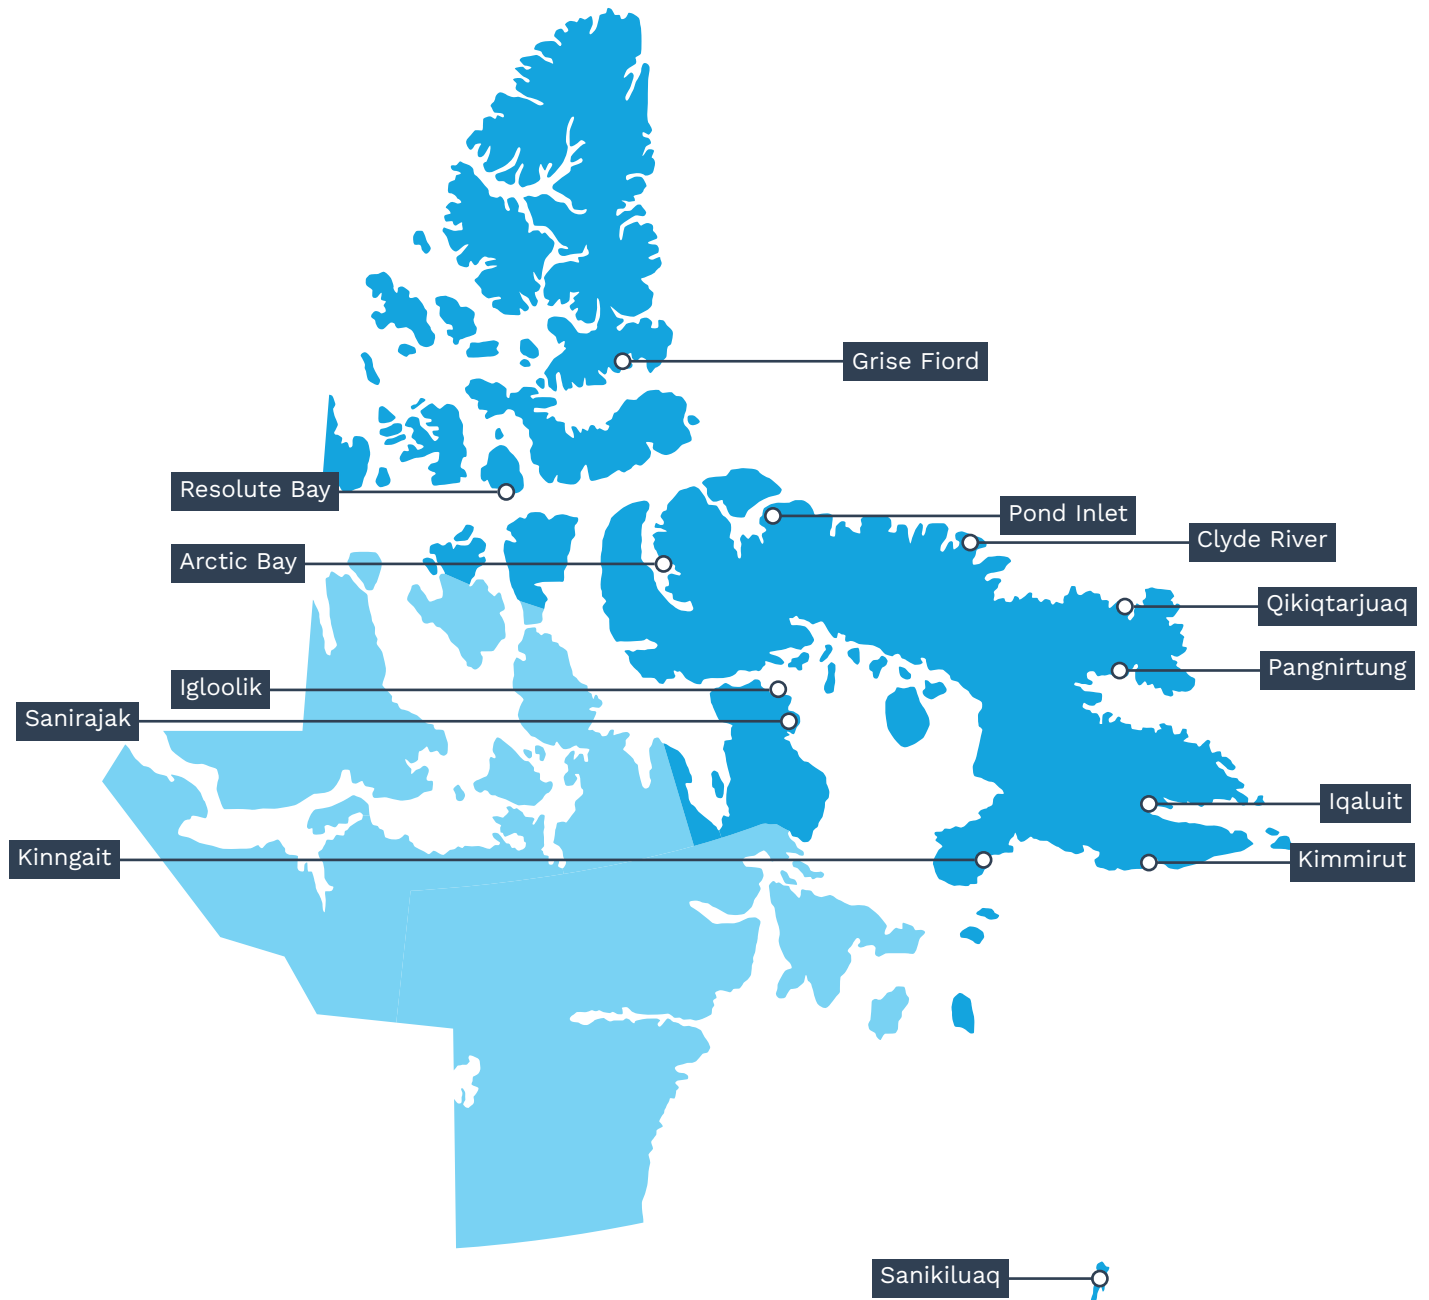 Grise Fiord
Resolute Bay
Pond Inlet
Clyde River
Arctic Bay
Qikiqtarjuaq
Pangnirtung
Igloolik
Sanirajak
Iqaluit
Kinngait
Kimmirut
Sanikiluaq